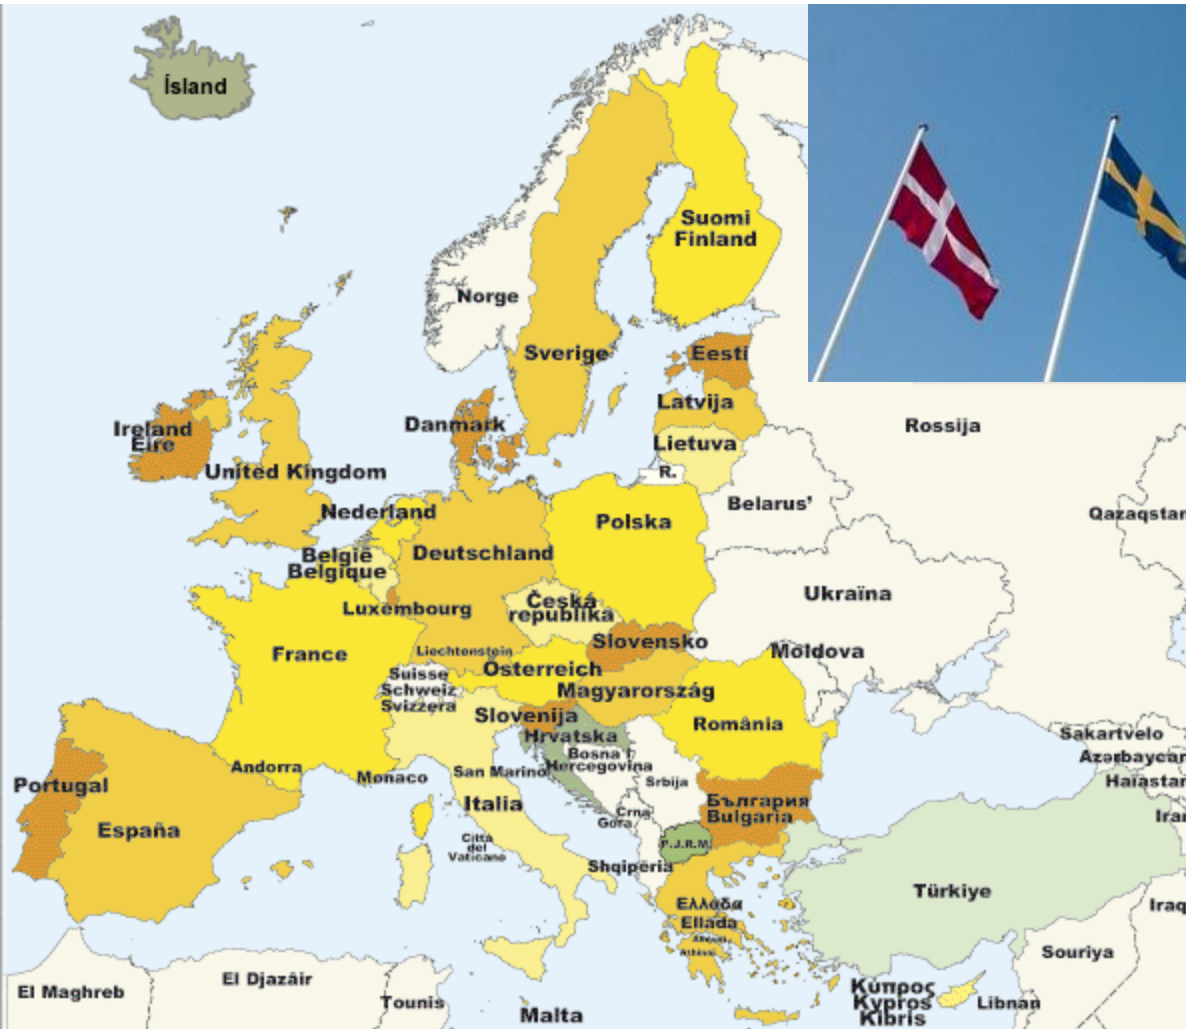 Ísland
Suomi
Finland
Norge
Sverige
Eesti
Latvija
Danmark
Rossija
Ireland
Eire
Lietuva
United Kingdom
R.
Belarus'
Nederland
Qazaqstan
Polska
België
Belgique
Deutschland
Ukraïna
Česká
republika
Luxembourg
Slovensko
France
Liechtenstein
Moldova
Österreich
Suisse
Schweiz
Svizzera
Magyarország
Slovenija
România
Hrvatska
Sakartvelo
Bosna i
Hercegovina
Azərbaycan
Andorra
Monaco
San Marino
Srbija
Haiastan
Portugal
Italia
България
Bulgaria
Crna
Gora
Iran
España
Città
del
Vaticano
P.J.R.M.
Shqipëria
Türkiye
Ελλάδα
Ellada
Iraq
Souriya
El Maghreb
El Djazâir
Tounis
Malta
Κύπρος
Kypros
Kibris
Libnan